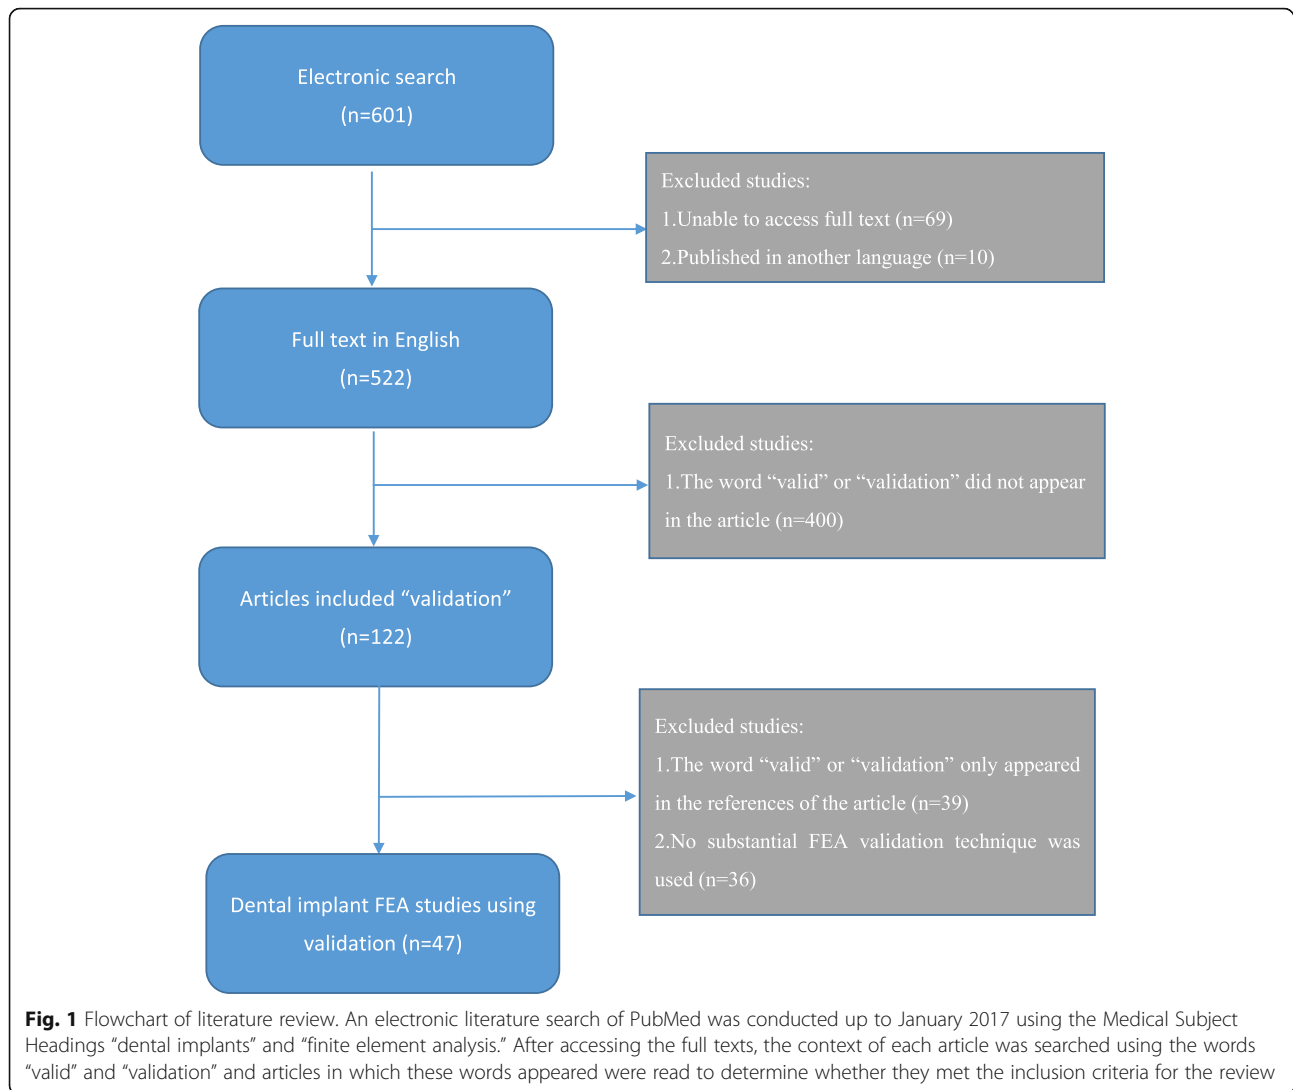 Electronic search
(n=601)
Excluded studies:
1.Unable to access full text (n=69)
2.Published in another language (n=10)
Full text in English
(n=522)
Excluded studies:
1.The word “valid” or “validation” did not appear
in the article (n=400)
Articles included “validation”
(n=122)
Excluded studies:
1.The word “valid” or “validation” only appeared
in the references of the article (n=39)
2.No substantial FEA validation technique was
used (n=36)
Dental implant FEA studies using
validation (n=47)
Fig. 1 Flowchart of literature review. An electronic literature search of PubMed was conducted up to January 2017 using the Medical Subject
Headings “dental implants” and “finite element analysis.” After accessing the full texts, the context of each article was searched using the words
“valid” and “validation” and articles in which these words appeared were read to determine whether they met the inclusion criteria for the review